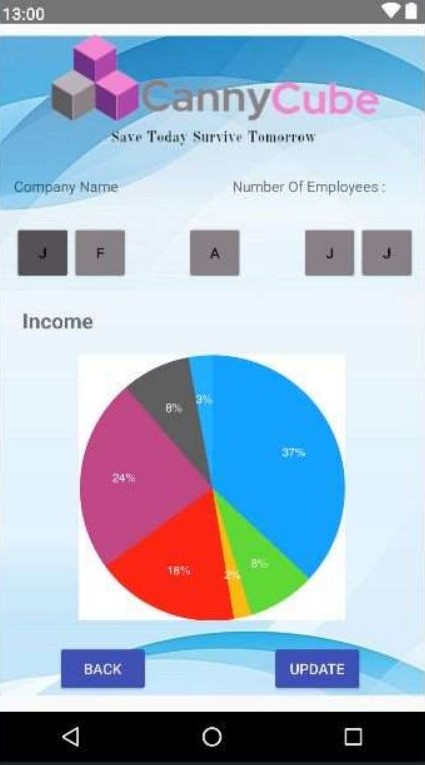 13:00
CannyCube
Save Today Survive Tomorrow
Company Name Number Of Employees :
J F A J J
Income
3%
8%
37%
24%
8%
2%
18%
BACK UPDATE